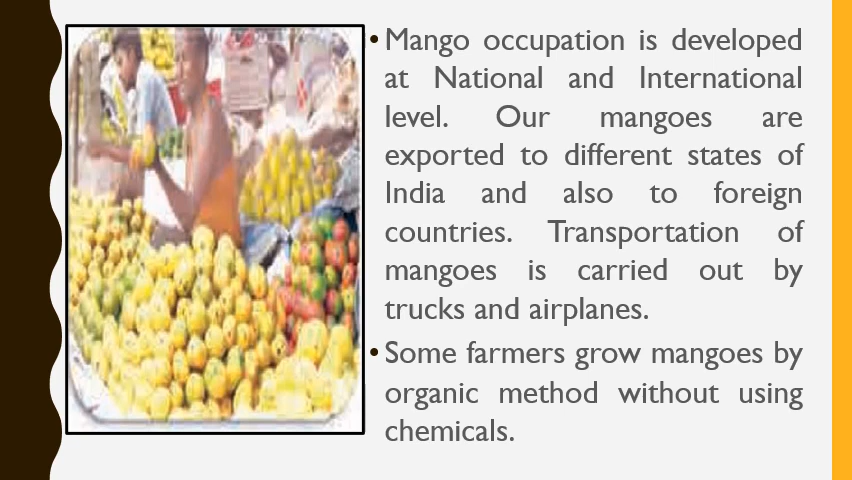 • Mango occupation is developed
at National and International
level. Our mangoes are
exported to different states of
India and also to foreign
countries. Transportation of
mangoes is carried out by
trucks and airplanes.
• Some farmers grow mangoes by
organic method without using
chemicals.